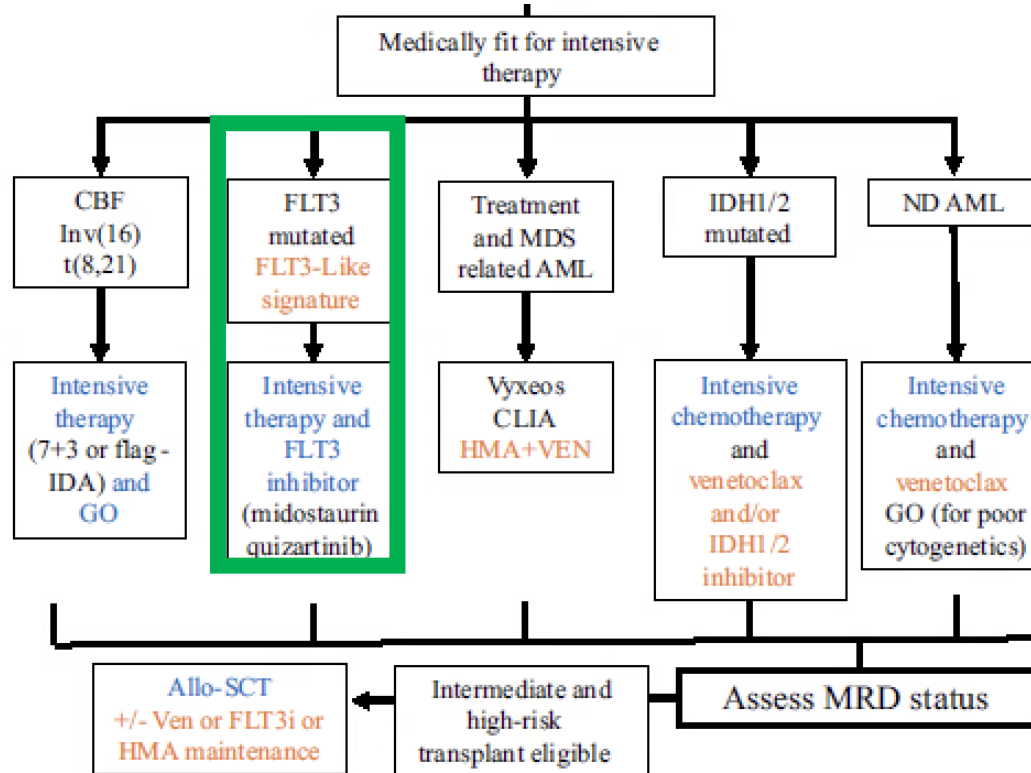 Medically fit for intensive
therapy
CBF
Inv(16)
t(8,21)
FLT3
mutated
FLT3-Like
signature
Treatment
and MDS
related AML
IDH1/2
mutated
ND AML
Intensive
therapy
(7+3 or flag -
IDA) and
GO
Intensive
therapy and
FLT3
inhibitor
(midostaurin
quizartinib)
Vyxeos
CLIA
HMA+VEN
Intensive
chemotherapy
and
venetoclax
and/or
IDH1/2
inhibitor
Intensive
chemotherapy
and
venetoclax
GO (for poor
cytogenetics)
Allo-SCT
+/- Ven or FLT3i or
HMA maintenance
Intermediate and
high-risk
transplant eligible
Assess MRD status